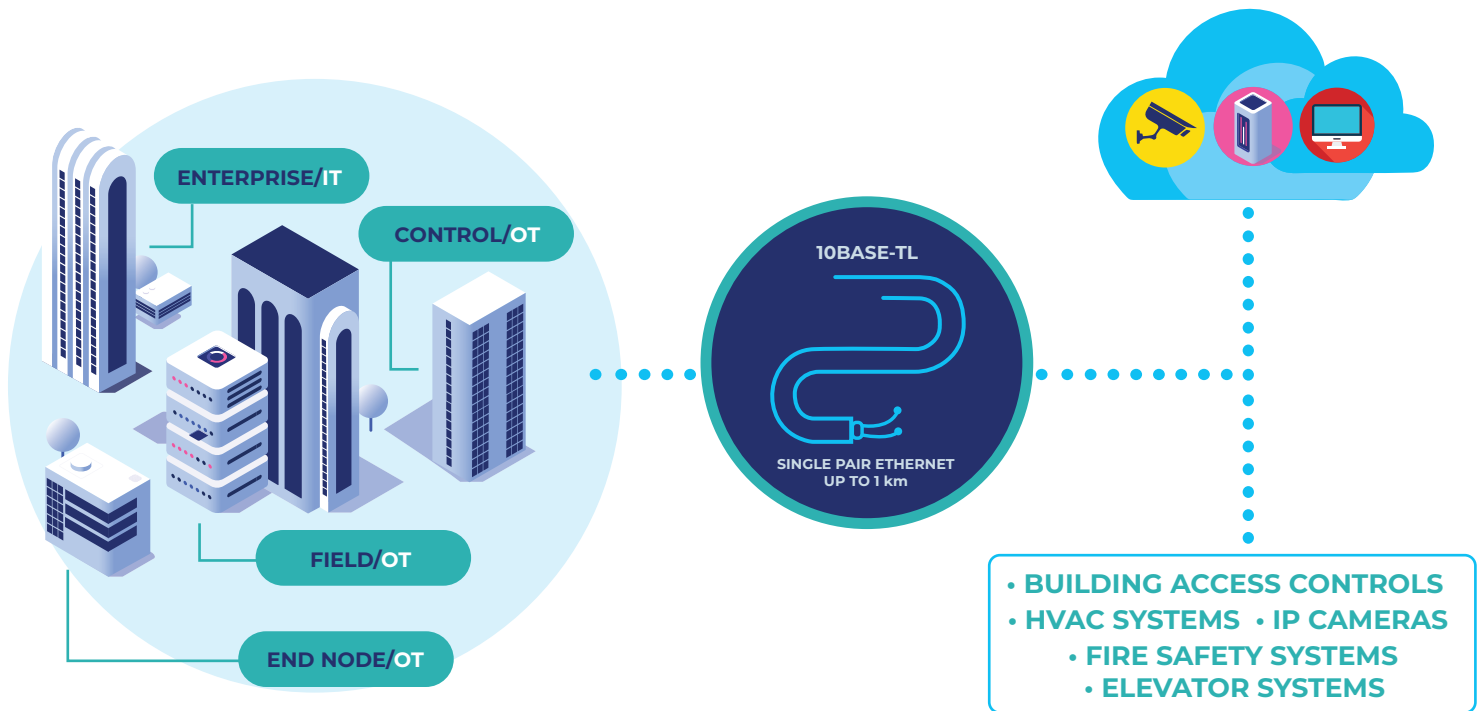 ENTERPRISE/IT
CONTROL/OT
FIELD/OT
END NODE/OT
10BASE-TL
SINGLE PAIR ETHERNET
UP TO 1 km
• BUILDING ACCESS CONTROLS
• HVAC SYSTEMS • IP CAMERAS
• FIRE SAFETY SYSTEMS
• ELEVATOR SYSTEMS